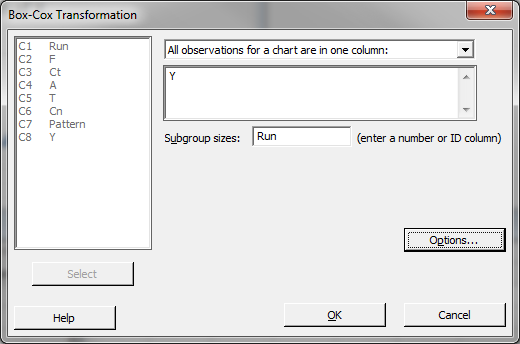 Box-Cox Transformation
C1 Run
C2 F
C3 Ct
C4 A
C5 T
C6 Cn
C7 Pattern
C8 Y
All observations for a chart are in one column:
Y
Subgroup sizes: Run (enter a number or ID column)
Options...
Select
Help
OK
Cancel